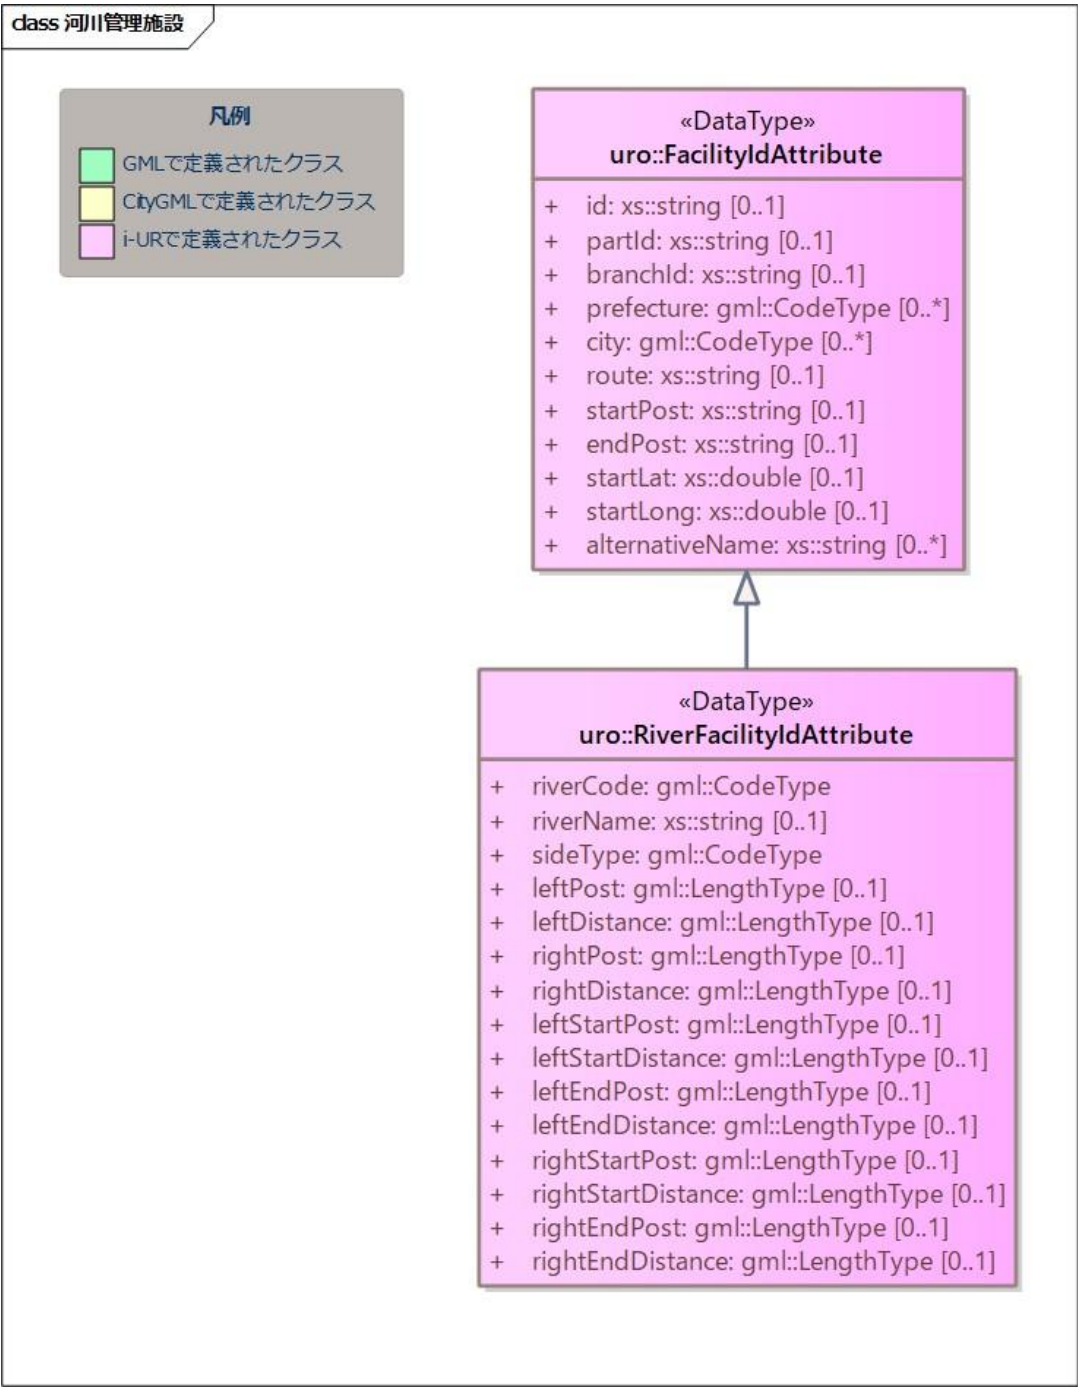 class 河川管理施設
凡例
GMLで定義されたクラス
CityGMLで定義されたクラス
i-URで定義されたクラス
«DataType»
uro::FacilityIdAttribute
+ id: xs::string [0..1]
+ partId: xs::string [0..1]
+ branchId: xs::string [0..1]
+ prefecture: gml::CodeType [0..*]
+ city: gml::CodeType [0..*]
+ route: xs::string [0..1]
+ startPost: xs::string [0..1]
+ endPost: xs::string [0..1]
+ startLat: xs::double [0..1]
+ startLong: xs::double [0..1]
+ alternativeName: xs::string [0..*]
«DataType»
uro::RiverFacilityIdAttribute
+ riverCode: gml::CodeType
+ riverName: xs::string [0..1]
+ sideType: gml::CodeType
+ leftPost: gml::LengthType [0..1]
+ leftDistance: gml::LengthType [0..1]
+ rightPost: gml::LengthType [0..1]
+ rightDistance: gml::LengthType [0..1]
+ leftStartPost: gml::LengthType [0..1]
+ leftStartDistance: gml::LengthType [0..1]
+ leftEndPost: gml::LengthType [0..1]
+ leftEndDistance: gml::LengthType [0..1]
+ rightStartPost: gml::LengthType [0..1]
+ rightStartDistance: gml::LengthType [0..1]
+ rightEndPost: gml::LengthType [0..1]
+ rightEndDistance: gml::LengthType [0..1]